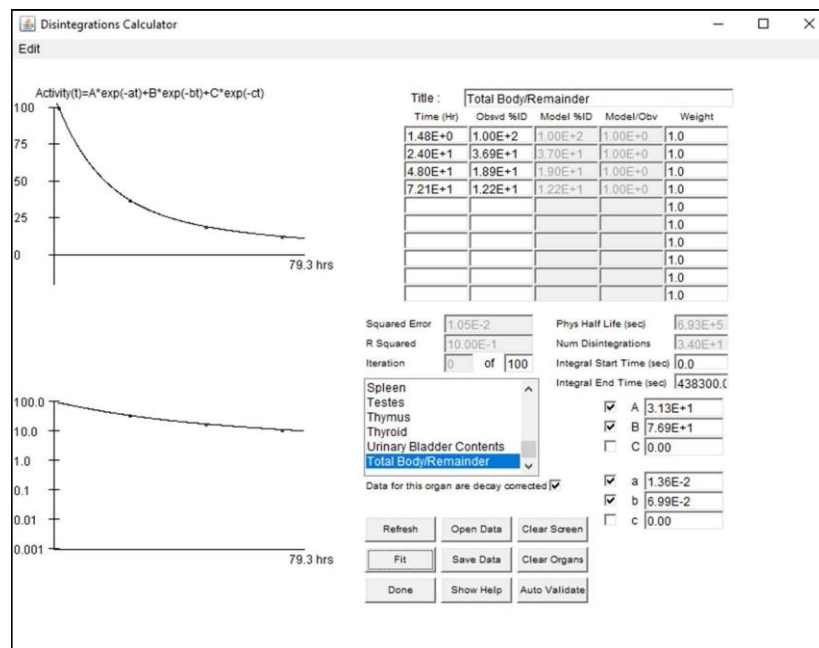 Disintegrations Calculator
Edit
Activity(t)=A*exp(-at)+B*exp(-bt)+C*exp(-ct)
100
75
50
25
0
79.3 hrs
100.0
10.0
1.0
0.1
0.01
0.001
79.3 hrs
Title : Total Body/Remainder
Time (Hr) Obsvd %ID Model %ID Model/Obv Weight
1.48E+0 1.00E+2 1.00E+2 1.00E+0 1.0
2.40E+1 3.69E+1 3.70E+1 1.00E+0 1.0
4.80E+1 1.89E+1 1.90E+1 1.00E+0 1.0
7.21E+1 1.22E+1 1.22E+1 1.00E+0 1.0
1.0
1.0
1.0
1.0
1.0
1.0
Squared Error 1.05E-2 Phys Half Life (sec) 6.93E+5
R Squared 10.00E-1 Num Disintegrations 3.40E+1
Iteration 0 of 100 Integral Start Time (sec) 0.0
Integral End Time (sec) 438300.0
Spleen
Testes
Thymus
Thyroid
Urinary Bladder Contents
Total Body/Remainder
A 3.13E+1
B 7.69E+1
C 0.00
Data for this organ are decay corrected
a 1.36E-2
b 6.99E-2
c 0.00
Refresh Open Data Clear Screen
Fit Save Data Clear Organs
Done Show Help Auto Validate